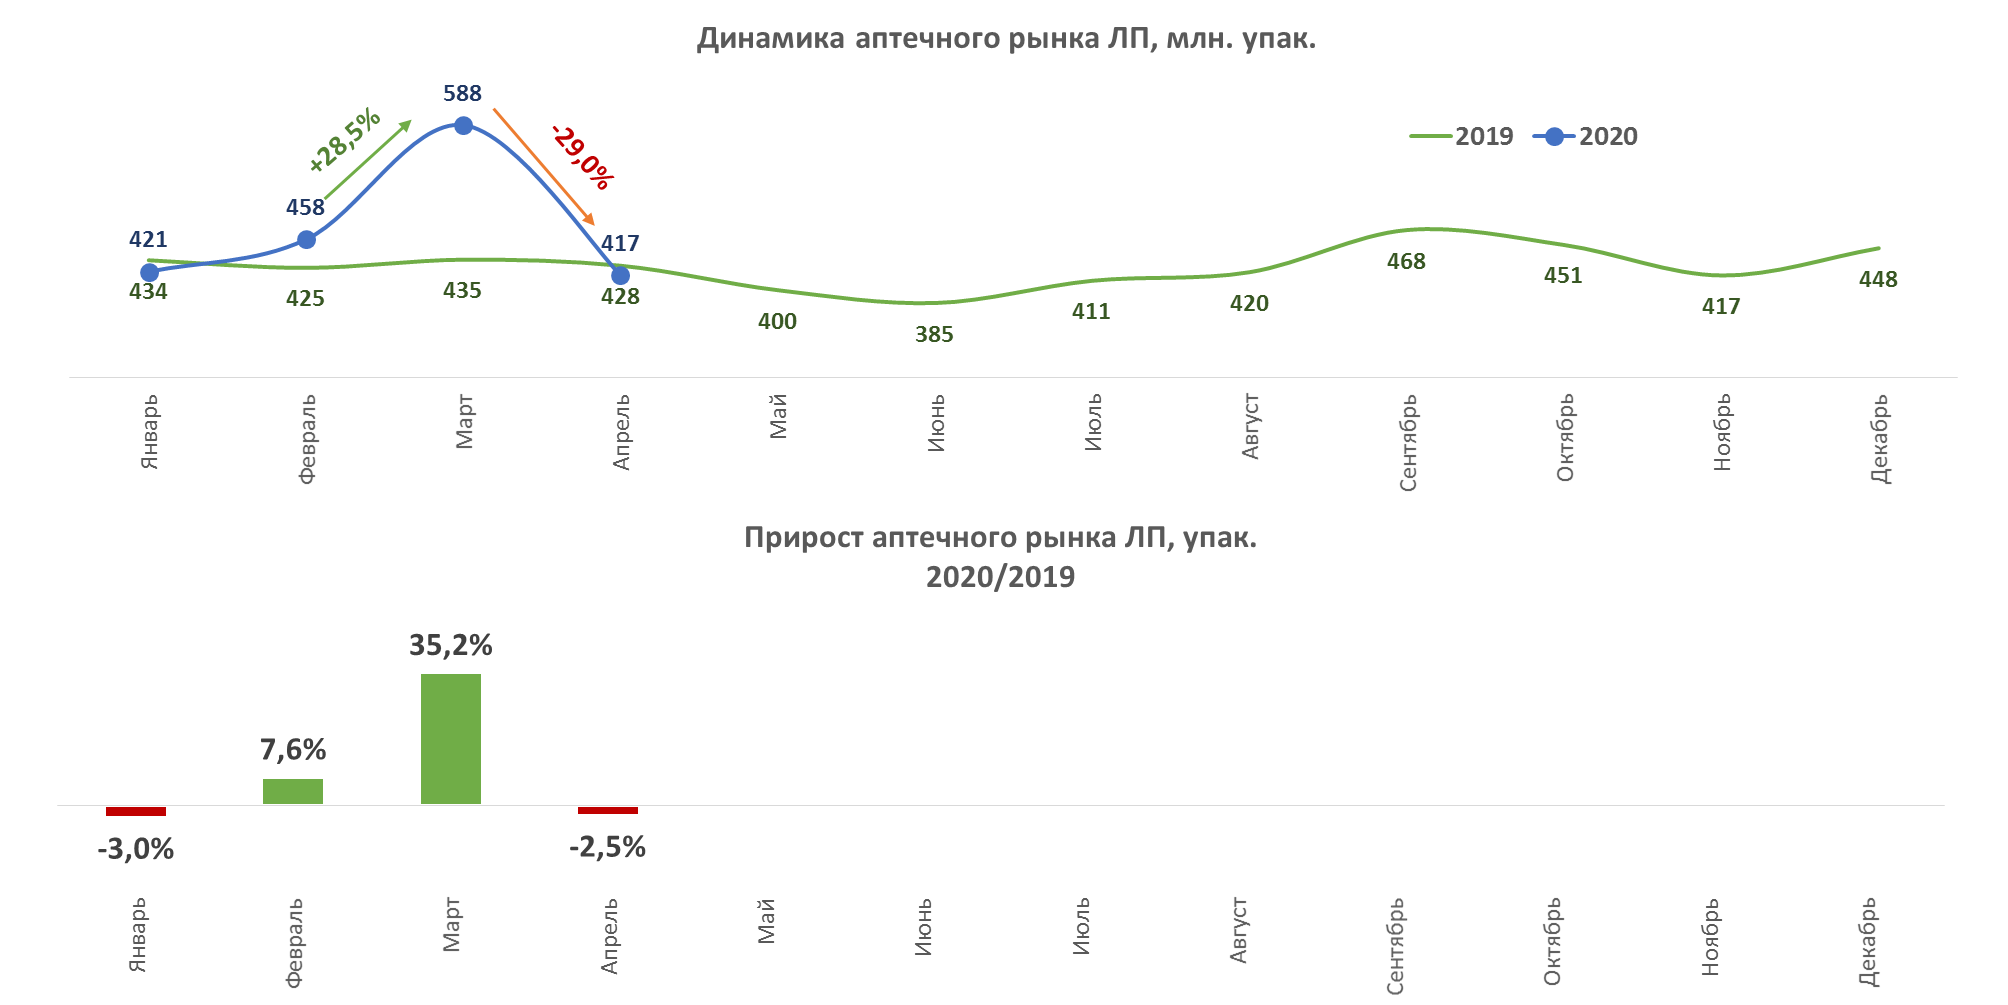 Динамика аптечного рынка ЛП, млн. упак.
588
+28,5%
-29,0%
2019 2020
458
421
417
434
425
435
428
400
385
411
420
468
451
417
448
Январь
Февраль
Март
Апрель
Май
Июнь
Июль
Август
Сентябрь
Октябрь
Ноябрь
Декабрь
Прирост аптечного рынка ЛП, упак.
2020/2019
35,2%
7,6%
-3,0%
-2,5%
Январь
Февраль
Март
Апрель
Май
Июнь
Июль
Август
Сентябрь
Октябрь
Ноябрь
Декабрь